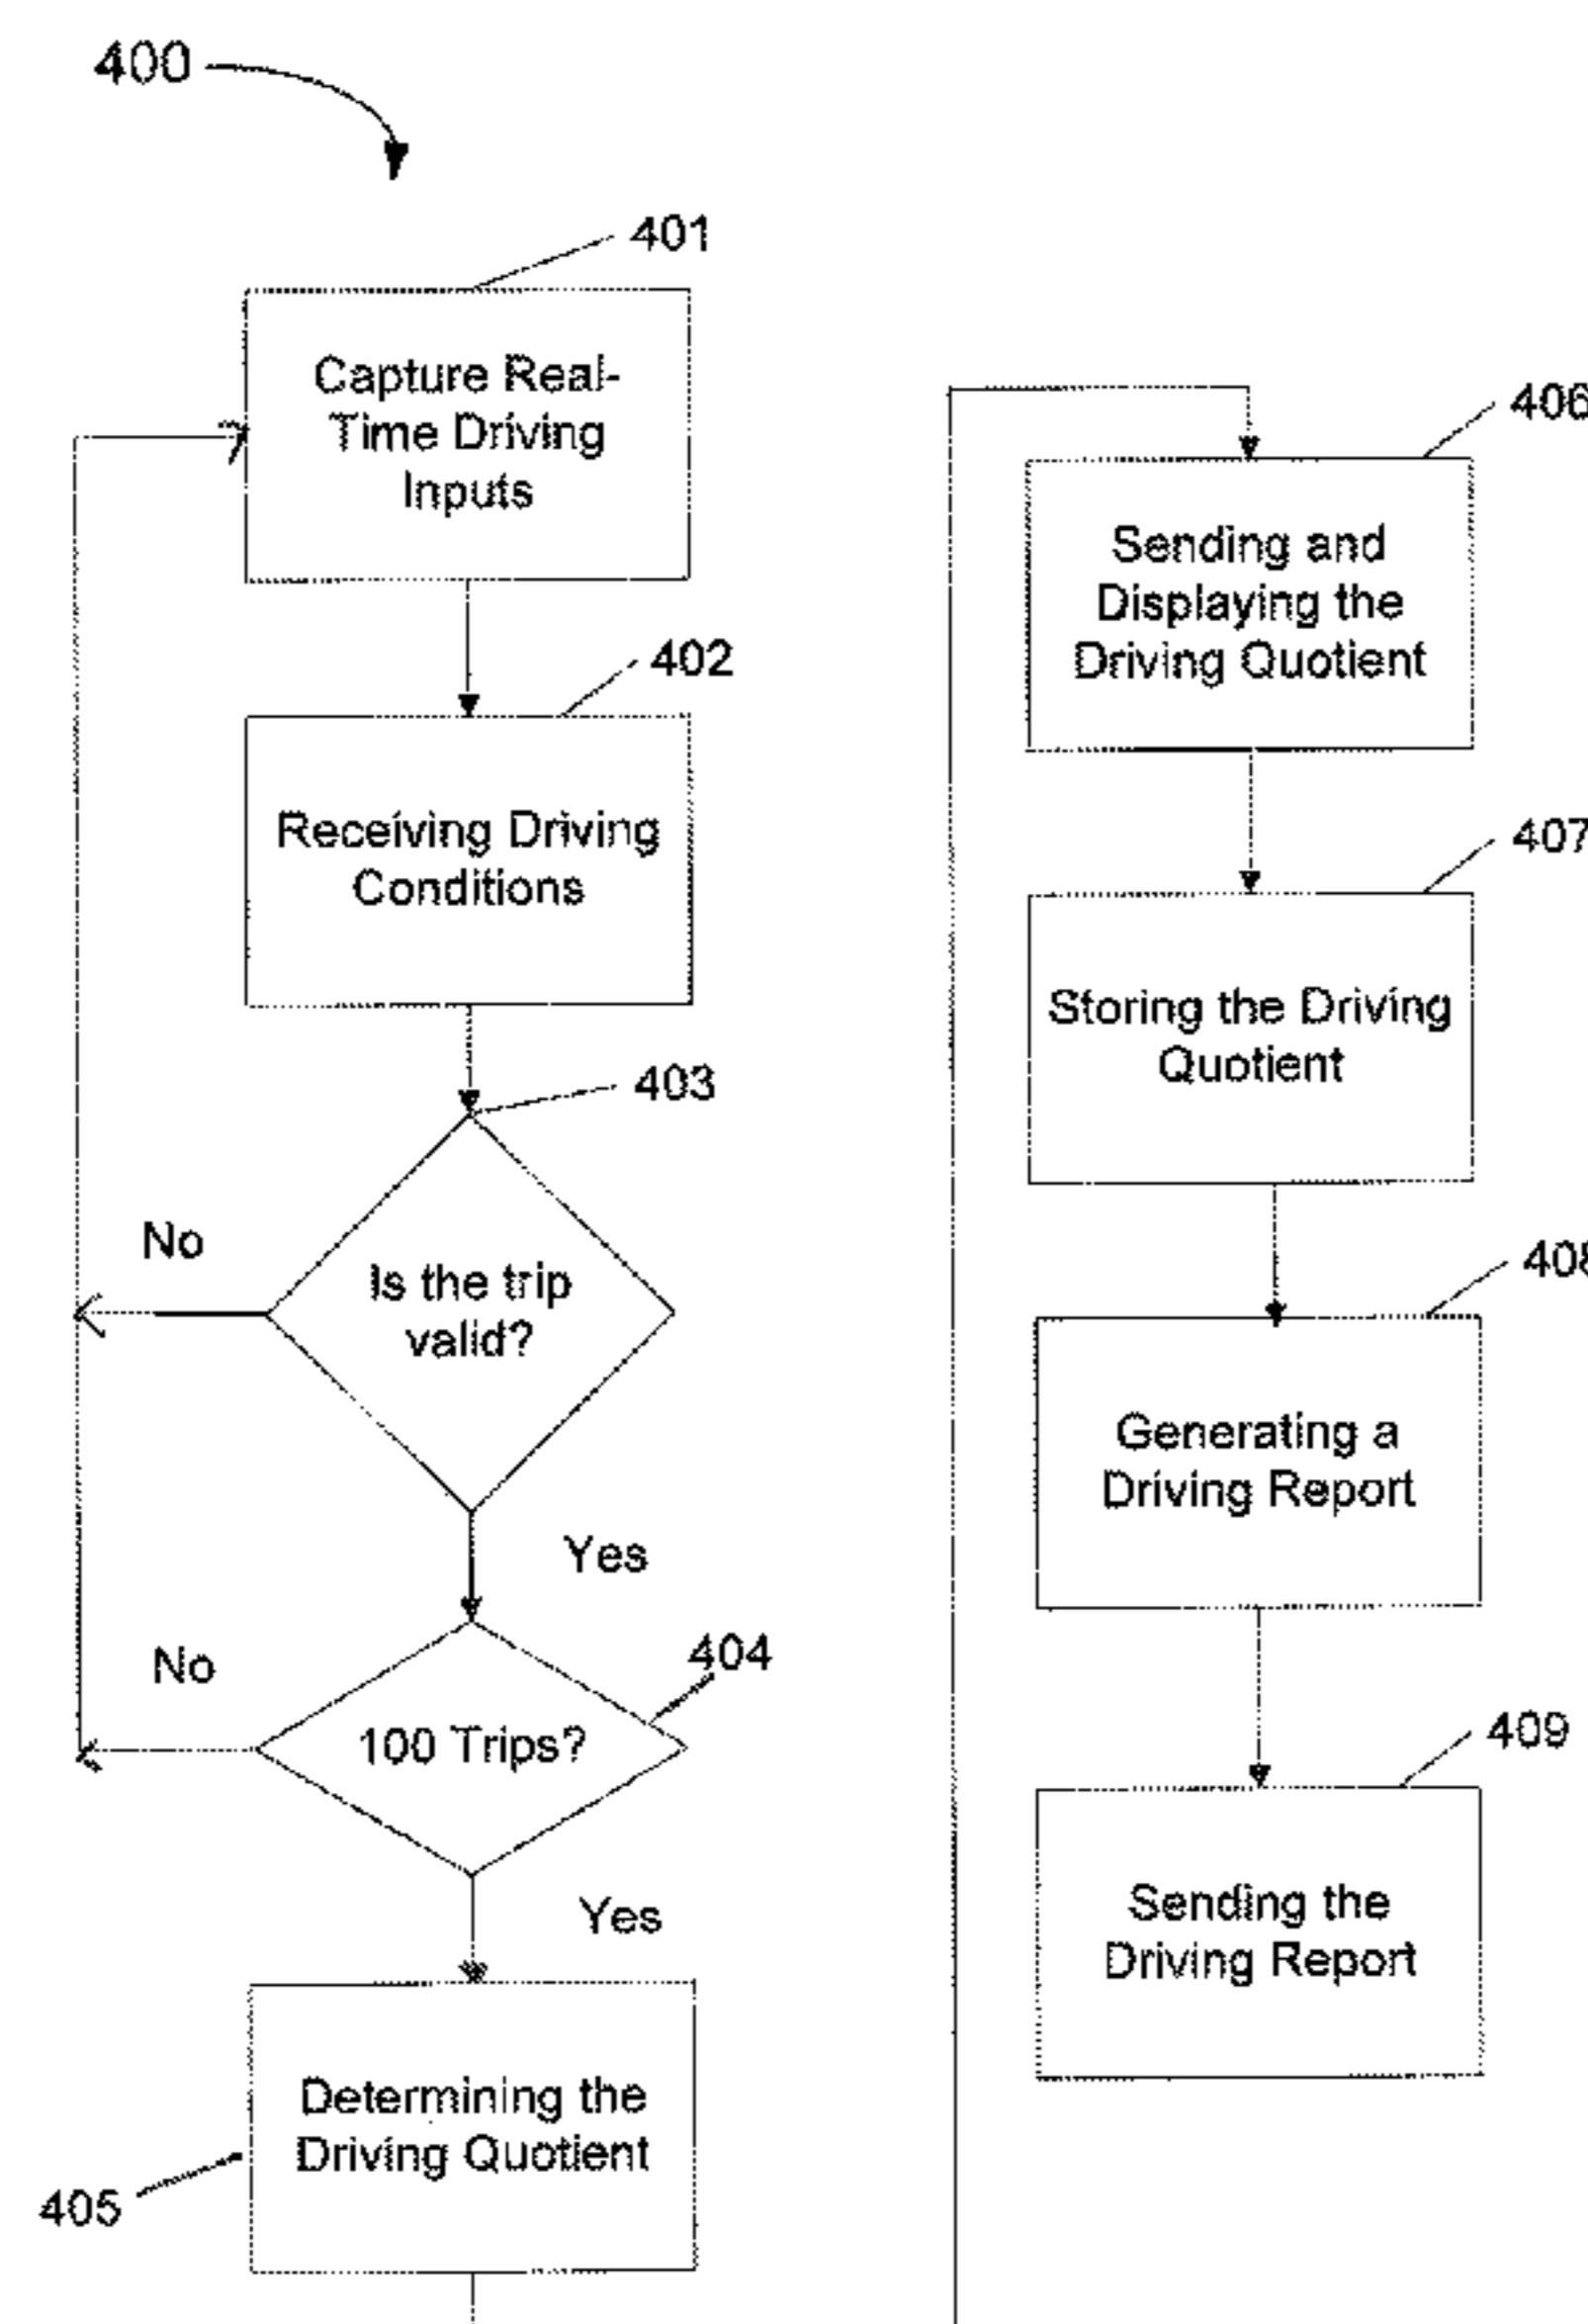 400
401
Capture Real-
Time Driving
Inputs
402
Receiving Driving
Conditions
403
No
Is the trip
valid?
Yes
No
404
100 Trips?
Yes
Determining the
Driving Quotient
405
406
Sending and
Displaying the
Driving Quotient
407
Storing the Driving
Quotient
408
Generating a
Driving Report
409
Sending the
Driving Report